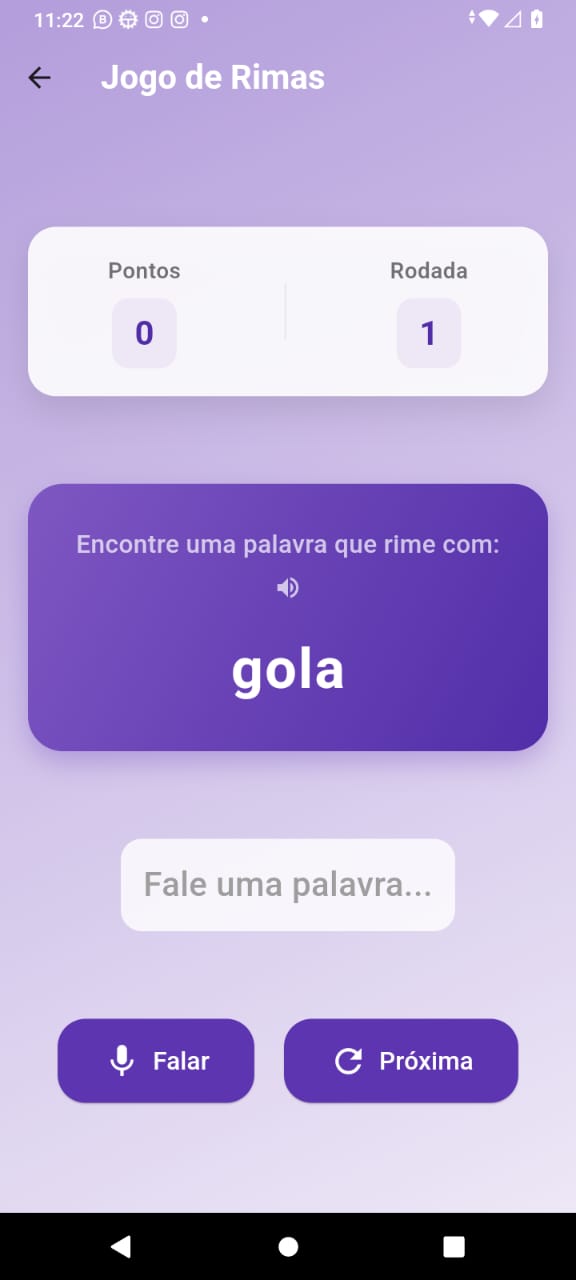 11:22
Jogo de Rimas
Pontos
Rodada
0
1
Encontre uma palavra que rime com:
gola
Fale uma palavra...
Falar
Próxima